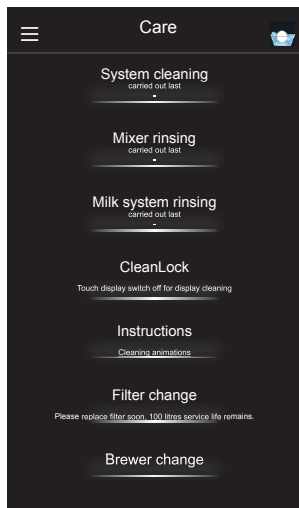 Care
System cleaning
carried out last
-
Mixer rinsing
carried out last
-
Milk system rinsing
carried out last
-
CleanLock
Touch display switch off for display cleaning
Instructions
Cleaning animations
Filter change
Please replace filter soon, 100 litres service life remains.
Brewer change